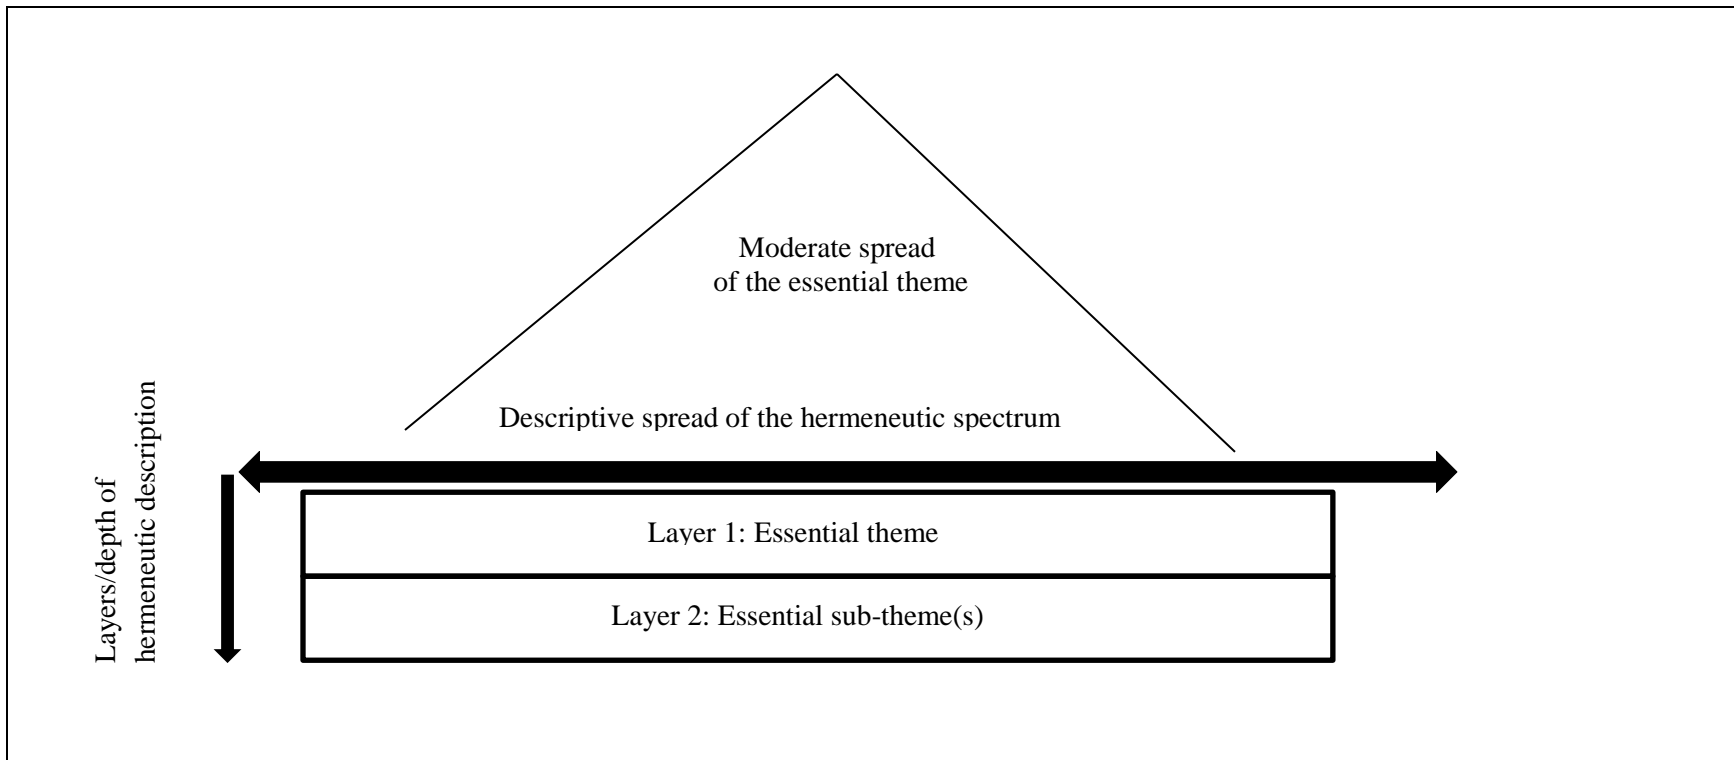 Moderate spread
of the essential theme
Descriptive spread of the hermeneutic spectrum
Layers/depth of
hermeneutic description
Layer 1: Essential theme
Layer 2: Essential sub-theme(s)